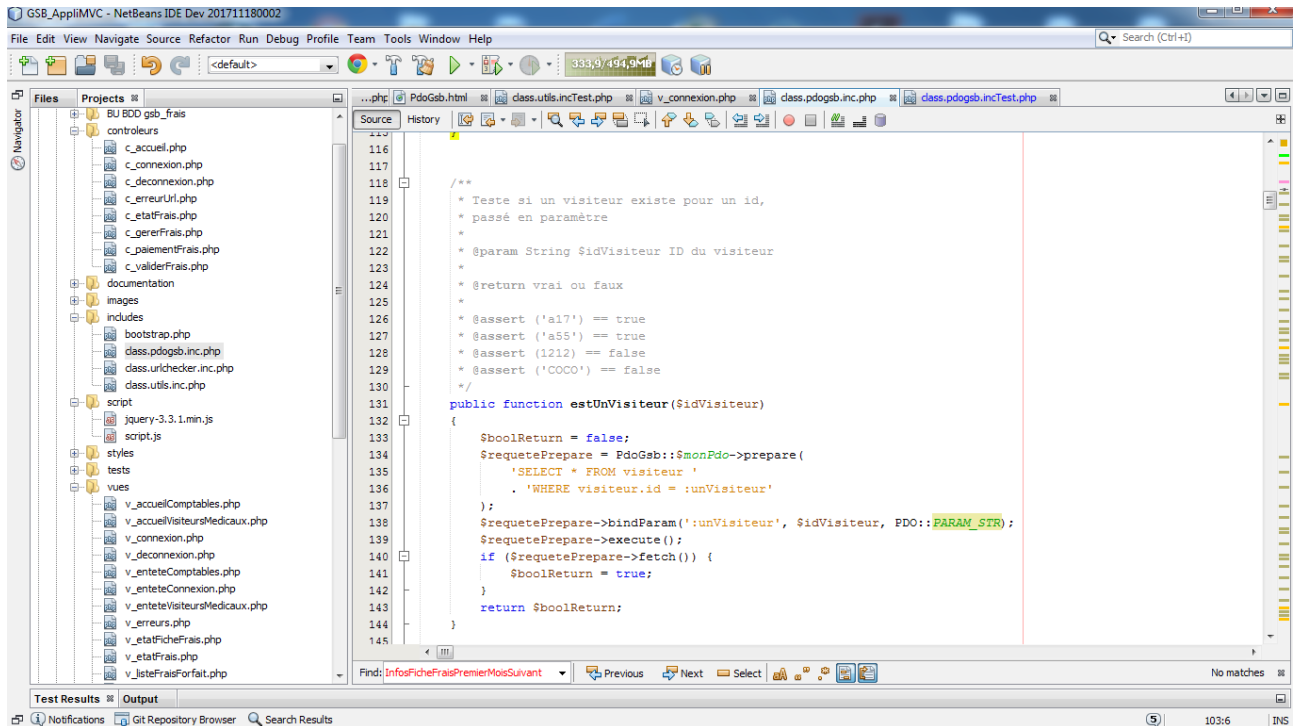 GSB_AppliMVC - NetBeans IDE Dev 201711180002
File Edit View Navigate Source Refactor Run Debug Profile Team Tools Window Help
Search (Ctrl+I)
<default>
333,9/494,9MB
Navigator
Files Projects
...php PdoGsb.html class.utils.incTest.php v_connexion.php class.pdogsb.inc.php class.pdogsb.incTest.php
Source History
BU BDD gsb_frais
controleurs
c_accueil.php
c_connexion.php
c_deconnexion.php
c_erreurUrl.php
c_etatFrais.php
c_gererFrais.php
c_paiementFrais.php
c_validerFrais.php
documentation
images
includes
bootstrap.php
class.pdogsb.inc.php
class.urlchecker.inc.php
class.utils.inc.php
script
jquery-3.3.1.min.js
script.js
styles
tests
vues
v_accueilComptables.php
v_accueilVisiteursMedicaux.php
v_connexion.php
v_deconnexion.php
v_enteteComptables.php
v_enteteConnexion.php
v_enteteVisiteursMedicaux.php
v_erreurs.php
v_etatFicheFrais.php
v_etatFrais.php
v_listeFraisForfait.php
115 }
116
117
118 /**
119 * Teste si un visiteur existe pour un id,
120 * passé en paramètre
121 *
122 * @param String $idVisiteur ID du visiteur
123 *
124 * @return vrai ou faux
125 *
126 * @assert ('a17') == true
127 * @assert ('a55') == true
128 * @assert (1212) == false
129 * @assert ('COCO') == false
130 */
131 public function estUnVisiteur($idVisiteur)
132 {
133 $boolReturn = false;
134 $requetePrepare = PdoGsb::$monPdo->prepare(
135 'SELECT * FROM visiteur '
136 . 'WHERE visiteur.id = :unVisiteur'
137 );
138 $requetePrepare->bindParam(':unVisiteur', $idVisiteur, PDO::PARAM_STR);
139 $requetePrepare->execute();
140 if ($requetePrepare->fetch()) {
141 $boolReturn = true;
142 }
143 return $boolReturn;
144 }
145
Find: InfosFicheFraisPremierMoisSuivant Previous Next Select No matches
Test Results Output
Notifications Git Repository Browser Search Results 5 103:6 INS